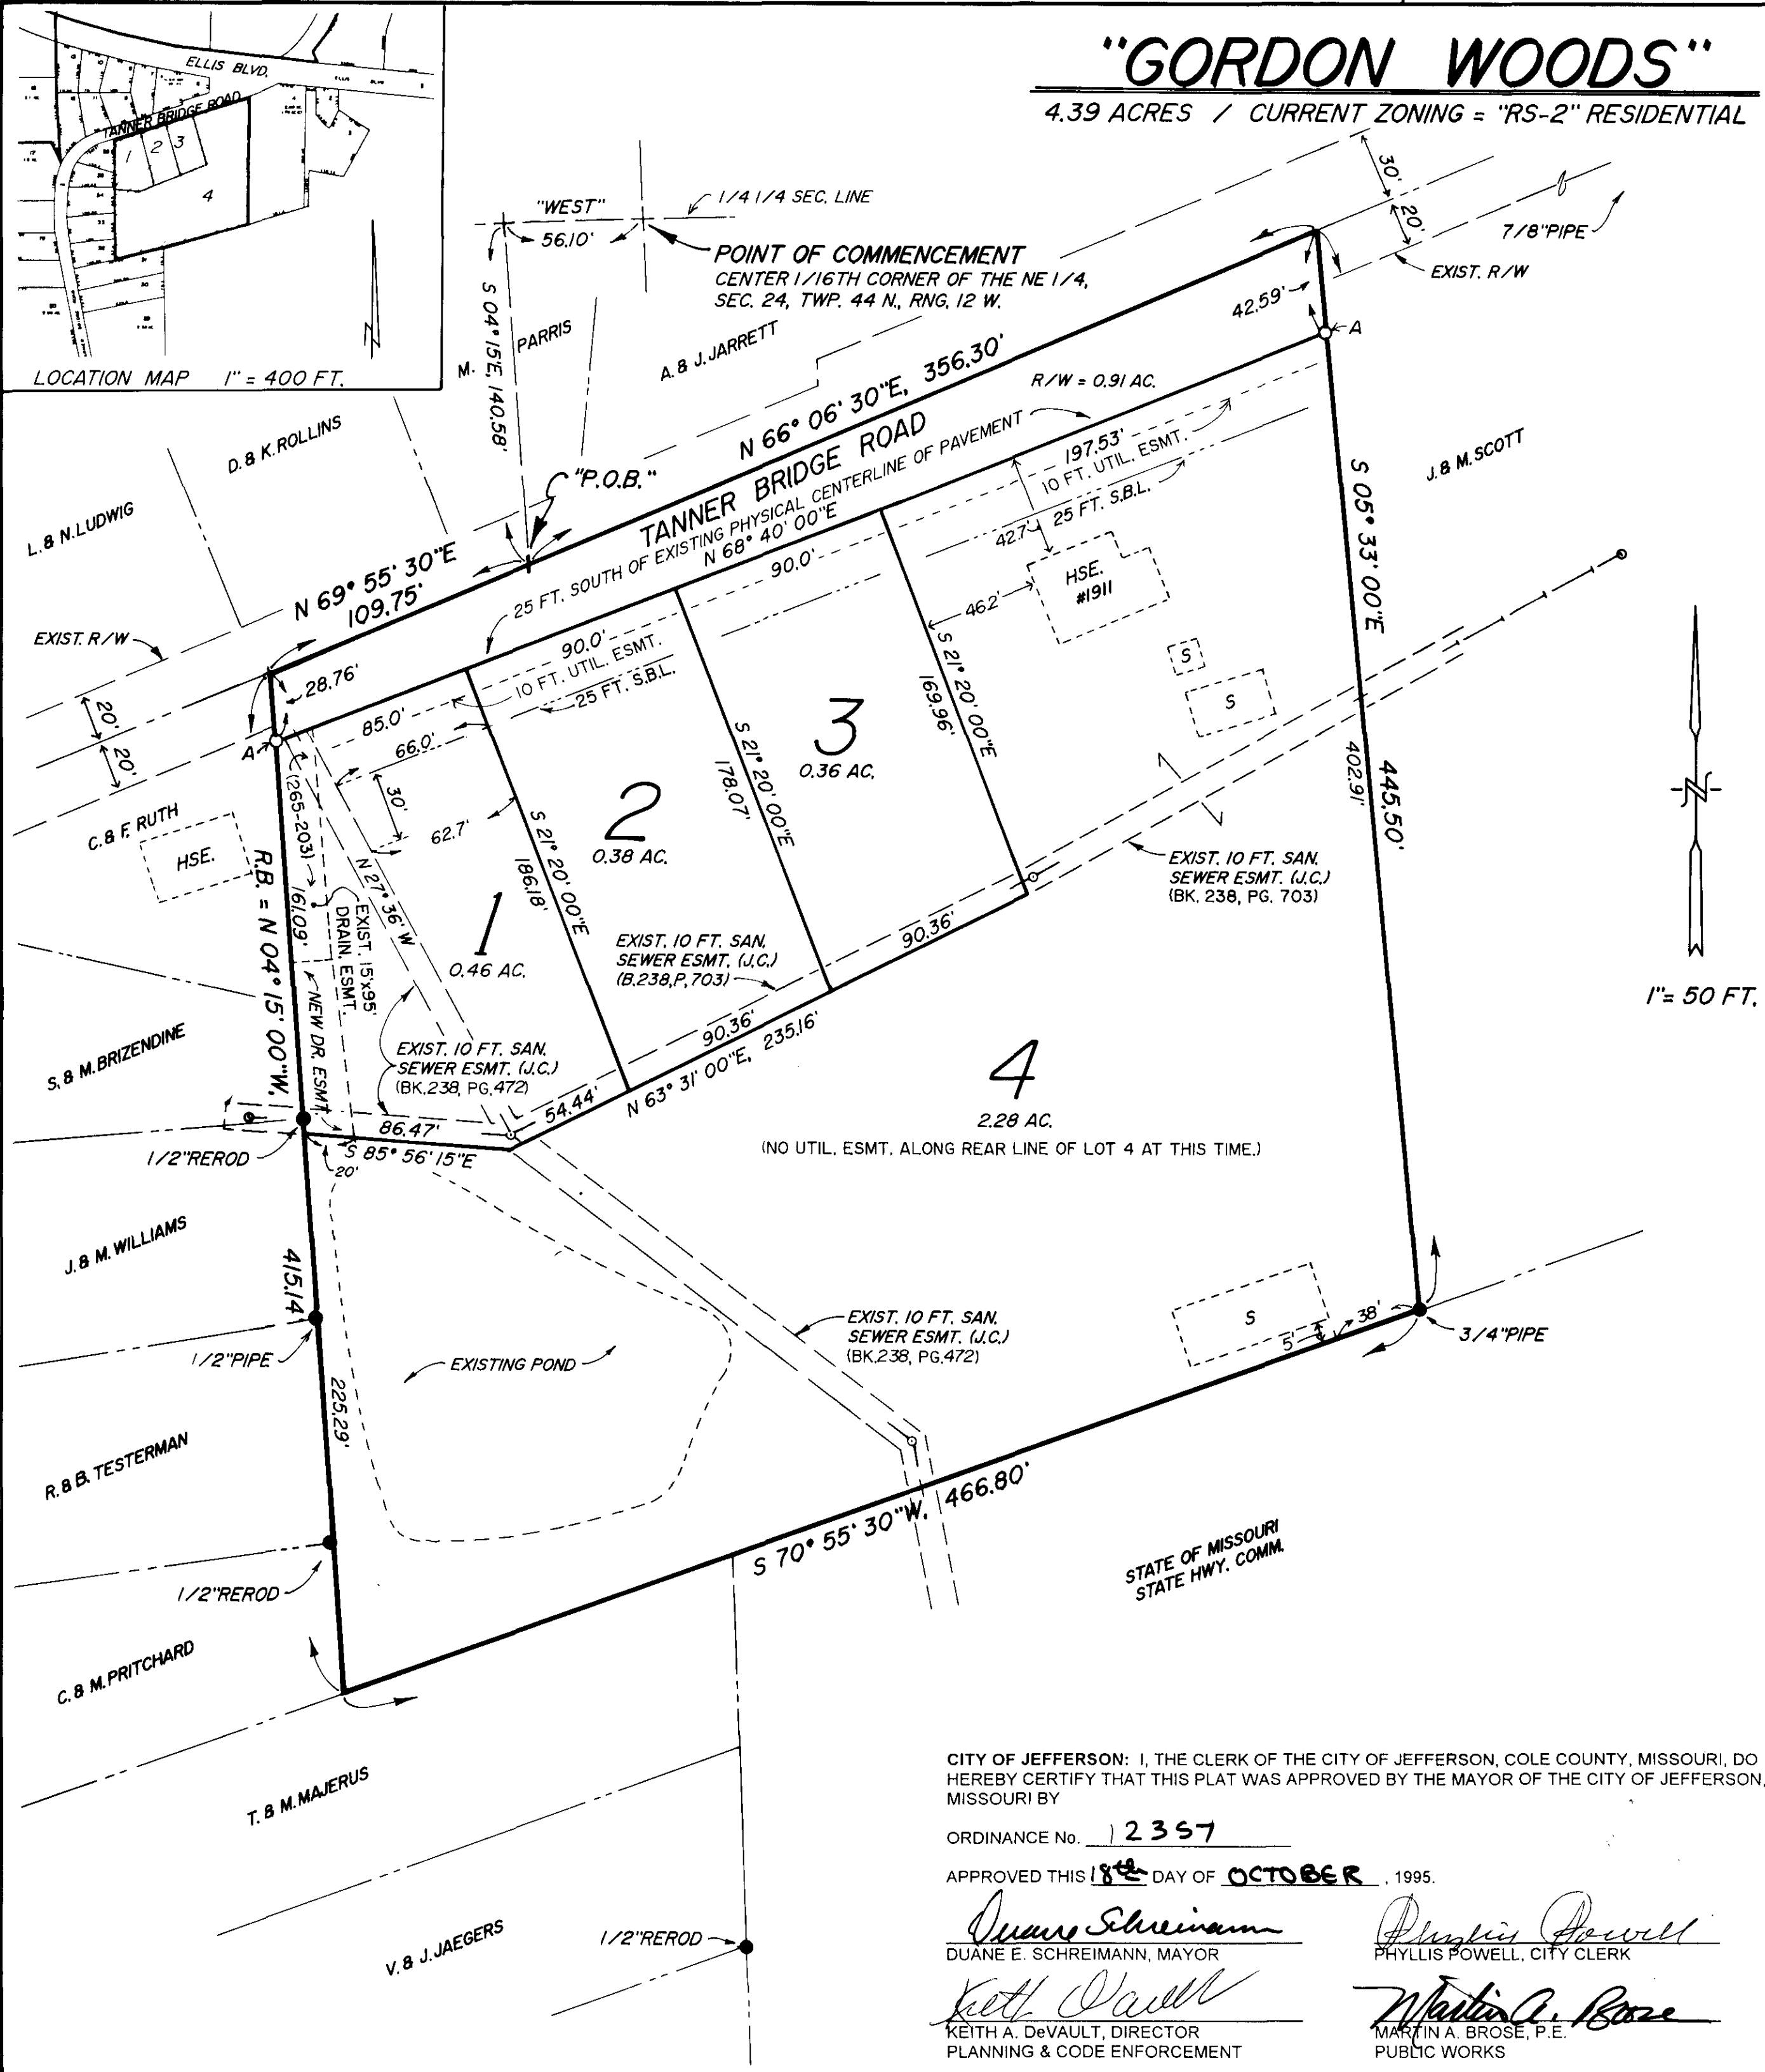 "GORDON WOODS"
4.39 ACRES / CURRENT ZONING = "RS-2" RESIDENTIAL
ELLIS BLVD.
ELLIS BLVD.
TANNER BRIDGE ROAD
1
2
3
4
LOCATION MAP 1" = 400 FT.
"WEST"
56.10'
1/4 1/4 SEC. LINE
POINT OF COMMENCEMENT
CENTER 1/16TH CORNER OF THE NE 1/4,
SEC. 24, TWP. 44 N., RNG. 12 W.
S 04° 15'E, 140.58'
M. PARRIS
A. & J. JARRETT
30'
20'
7/8"PIPE
EXIST. R/W
42.59'
A
D. & K. ROLLINS
L. & N. LUDWIG
"P.O.B."
N 66° 06' 30"E, 356.30'
R/W = 0.91 AC.
TANNER BRIDGE ROAD
25 FT. SOUTH OF EXISTING PHYSICAL CENTERLINE OF PAVEMENT
N 68° 40' 00"E
197.53'
10 FT. UTIL. ESMT.
25 FT. S.B.L.
42.7'
46.2'
HSE.
#1911
S
S
J. & M. SCOTT
S 05° 33' 00"E
445.50'
402.91'
N 69° 55' 30"E
109.75'
EXIST. R/W
20'
20'
28.76'
A
90.0'
90.0'
10 FT. UTIL. ESMT.
25 FT. S.B.L.
85.0'
66.0'
30'
62.7'
C. & F. RUTH
HSE.
(265-203)
161.09'
R.B. = N 04° 15' 00"W,
415.14'
N 27° 36' W
EXIST. 15'x95'
DRAIN. ESMT.
NEW DR. ESMT.
1
0.46 AC.
S 21° 20' 00"E
186.18'
2
0.38 AC.
S 21° 20' 00"E
178.07'
3
0.36 AC.
S 21° 20' 00"E
169.96'
EXIST. 10 FT. SAN.
SEWER ESMT. (J.C.)
(BK. 238, PG. 703)
EXIST. 10 FT. SAN.
SEWER ESMT. (J.C.)
(B.238,P.703)
90.36'
90.36'
54.44'
N 63° 31' 00"E, 235.16'
EXIST. 10 FT. SAN.
SEWER ESMT. (J.C.)
(BK.238, PG.472)
86.47'
S 85° 56' 15"E
20'
1"= 50 FT.
4
2.28 AC.
(NO UTIL. ESMT. ALONG REAR LINE OF LOT 4 AT THIS TIME.)
S. & M. BRIZENDINE
1/2"REROD
J. & M. WILLIAMS
1/2"PIPE
225.29'
EXISTING POND
EXIST. 10 FT. SAN.
SEWER ESMT. (J.C.)
(BK.238, PG.472)
S
5'
38'
3/4"PIPE
R. & B. TESTERMAN
1/2"REROD
S 70° 55' 30"W, 466.80'
STATE OF MISSOURI
STATE HWY. COMM.
C. & M. PRITCHARD
T. & M. MAJERUS
V. & J. JAEGERS
1/2"REROD
CITY OF JEFFERSON: I, THE CLERK OF THE CITY OF JEFFERSON, COLE COUNTY, MISSOURI, DO
HEREBY CERTIFY THAT THIS PLAT WAS APPROVED BY THE MAYOR OF THE CITY OF JEFFERSON,
MISSOURI BY
ORDINANCE No. 12357
APPROVED THIS 18th DAY OF OCTOBER , 1995.
Duane Schreimann
DUANE E. SCHREIMANN, MAYOR
Phyllis Powell
PHYLLIS POWELL, CITY CLERK
Keith DeVault
KEITH A. DeVAULT, DIRECTOR
PLANNING & CODE ENFORCEMENT
Martin A. Brose
MARTIN A. BROSE, P.E.
PUBLIC WORKS